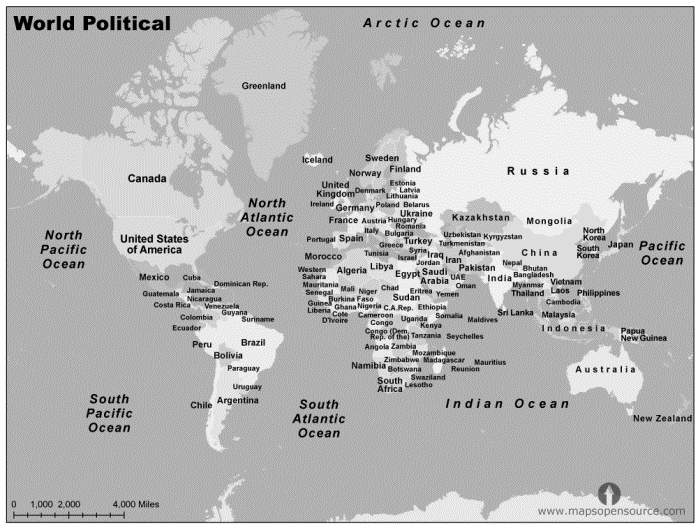 World Political
Arctic Ocean
Greenland
Iceland
Sweden
Finland
Norway
Russia
Canada
United
Kingdom
Denmark
Estonia
Latvia
Lithuania
Ireland
Germany
Poland
Belarus
North
Atlantic
Ocean
France
Austria
Hungary
Ukraine
Romania
Kazakhstan
Mongolia
North
Pacific
Ocean
United States
of America
Portugal
Spain
Italy
Bulgaria
Greece
Turkey
Uzbekistan
Kyrgyzstan
Turkmenistan
North
Korea
South
Korea
Japan
Pacific
Ocean
Morocco
Tunisia
Syria
Israel
Iraq
Jordan
Iran
Afghanistan
China
Mexico
Cuba
Dominican Rep.
Western
Sahara
Algeria
Libya
Egypt
Saudi
Arabia
Pakistan
UAE
Oman
Nepal
Bhutan
Bangladesh
India
Guatemala
Jamaica
Nicaragua
Costa Rica
Venezuela
Guyana
Suriname
Colombia
Ecuador
Mauritania
Senegal
Mali
Niger
Chad
Eritrea
Yemen
Myanmar
Vietnam
Laos
Thailand
Philippines
Guinea
Burkina Faso
Sudan
Liberia
Ghana
Nigeria
C.A.Rep.
Ethiopia
Cote
D'Ivoire
Cameroon
Congo
Uganda
Somalia
Kenya
Maldives
Sri Lanka
Cambodia
Malaysia
Indonesia
Papua
New Guinea
Peru
Brazil
Bolivia
Congo (Dem.
Rep. of the)
Tanzania
Seychelles
Angola
Zambia
Mozambique
Zimbabwe
Madagascar
Mauritius
Reunion
Namibia
Botswana
Swaziland
Lesotho
South
Africa
Paraguay
Uruguay
Argentina
Chile
Australia
New Zealand
South
Pacific
Ocean
South
Atlantic
Ocean
Indian Ocean
0 1,000 2,000 4,000 Miles
www.mapsopensource.com